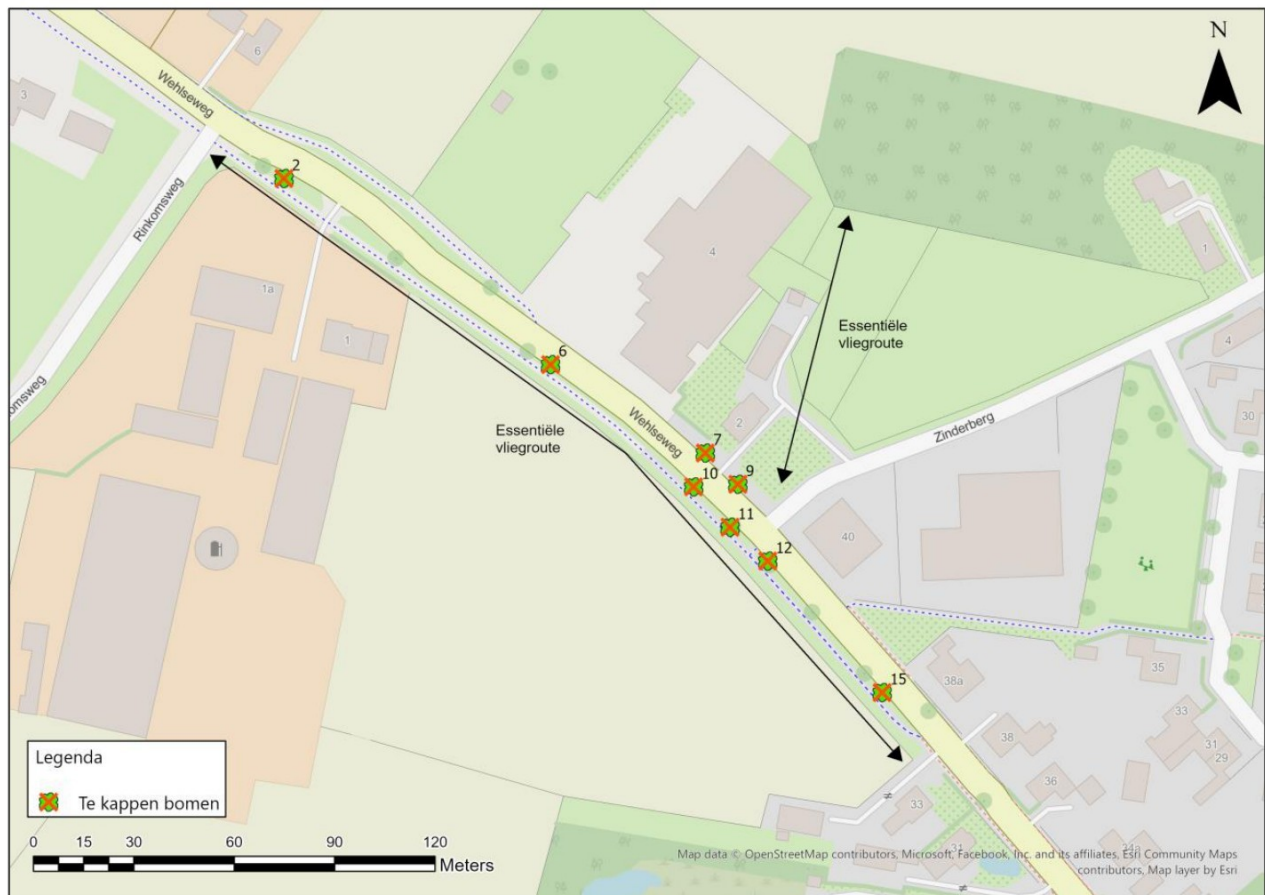 N
6
3
Wehlseweg
2
Rinkomsweg
4
1
1a
Essentiële
vliegroute
1
4
6
Zinderberg
30
Essentiële
vliegroute
Wehlseweg
2
7
omsweg
10
9
11
40
12
35
38a
15
33
38
31
29
36
33
31
34a
Legenda
Te kappen bomen
0 15 30 60 90 120
Meters
Map data © OpenStreetMap contributors, Microsoft, Facebook, Inc. and its affiliates, Esri Community Maps
contributors, Map layer by Esri